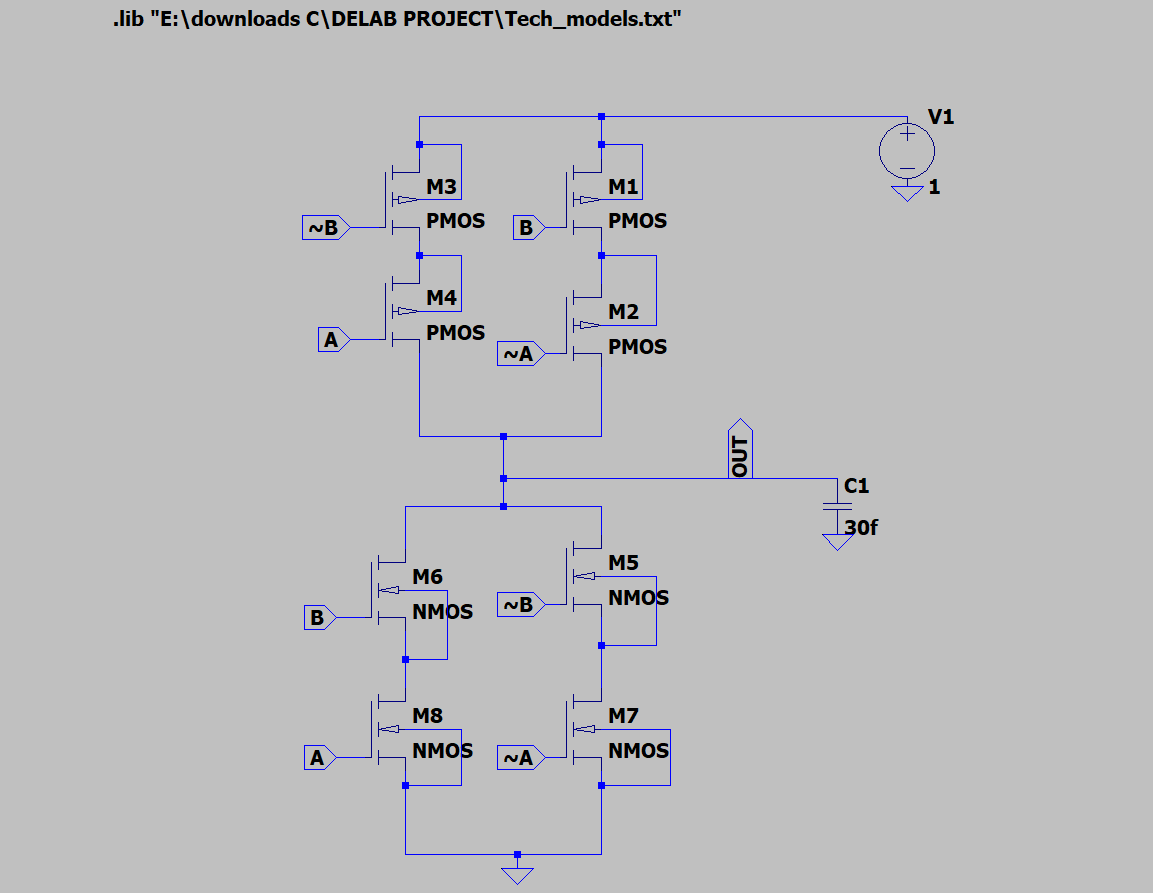 .lib "E:\downloads C\DELAB PROJECT\Tech_models.txt"
V1
1
M3
PMOS
~B
M1
PMOS
B
M4
PMOS
A
M2
PMOS
~A
OUT
C1
30f
M6
NMOS
B
M5
NMOS
~B
M8
NMOS
A
M7
NMOS
~A